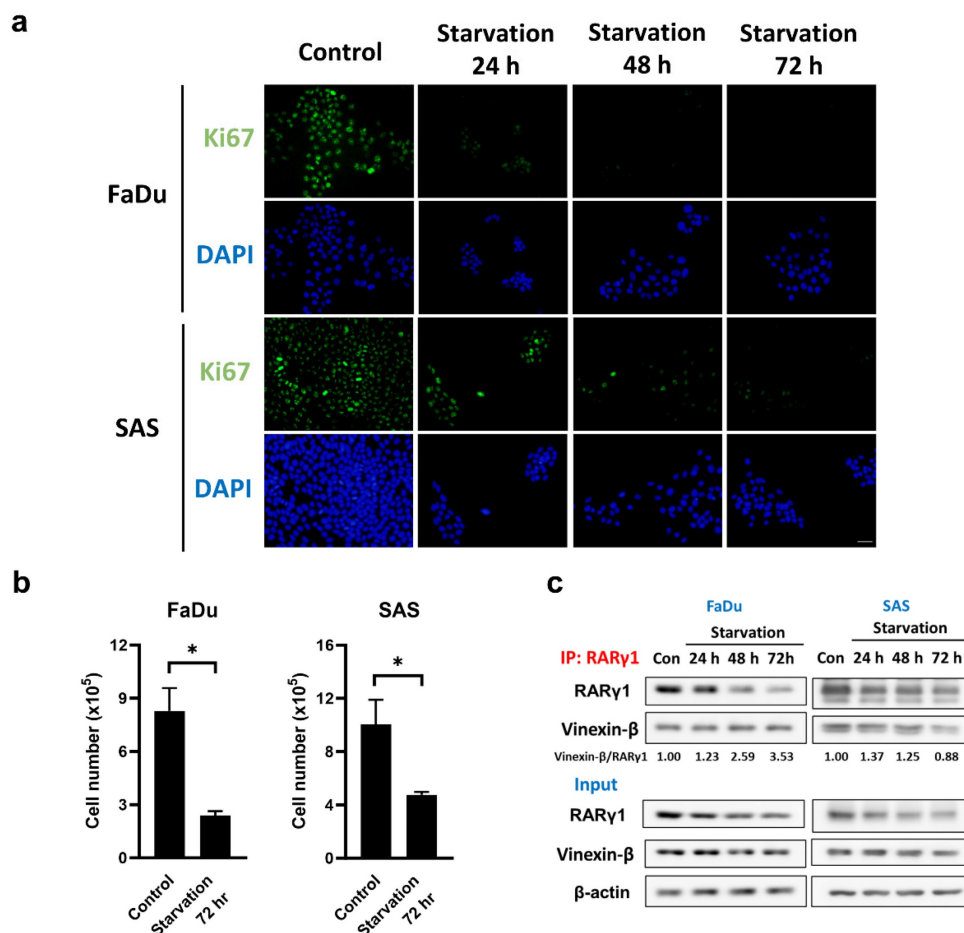 a
Control
Starvation
24 h
Starvation
48 h
Starvation
72 h
FaDu
Ki67
DAPI
SAS
Ki67
DAPI
b
FaDu
Cell number (x10⁵)
12
9
6
3
0
*
Control
Starvation
72 hr
SAS
Cell number (x10⁵)
16
12
8
4
0
*
Control
Starvation
72 hr
c
FaDu
SAS
Starvation
Starvation
IP: RARγ1 Con 24 h 48 h 72h Con 24 h 48 h 72 h
RARγ1
Vinexin-β
Vinexin-β/RARγ1 1.00 1.23 2.59 3.53 1.00 1.37 1.25 0.88
Input
RARγ1
Vinexin-β
β-actin